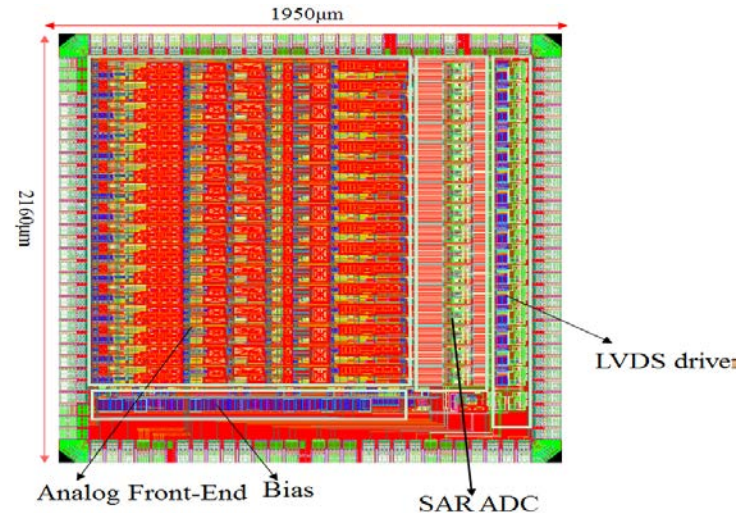 1950μm
2160μm
LVDS driver
Analog Front-End
Bias
SAR ADC